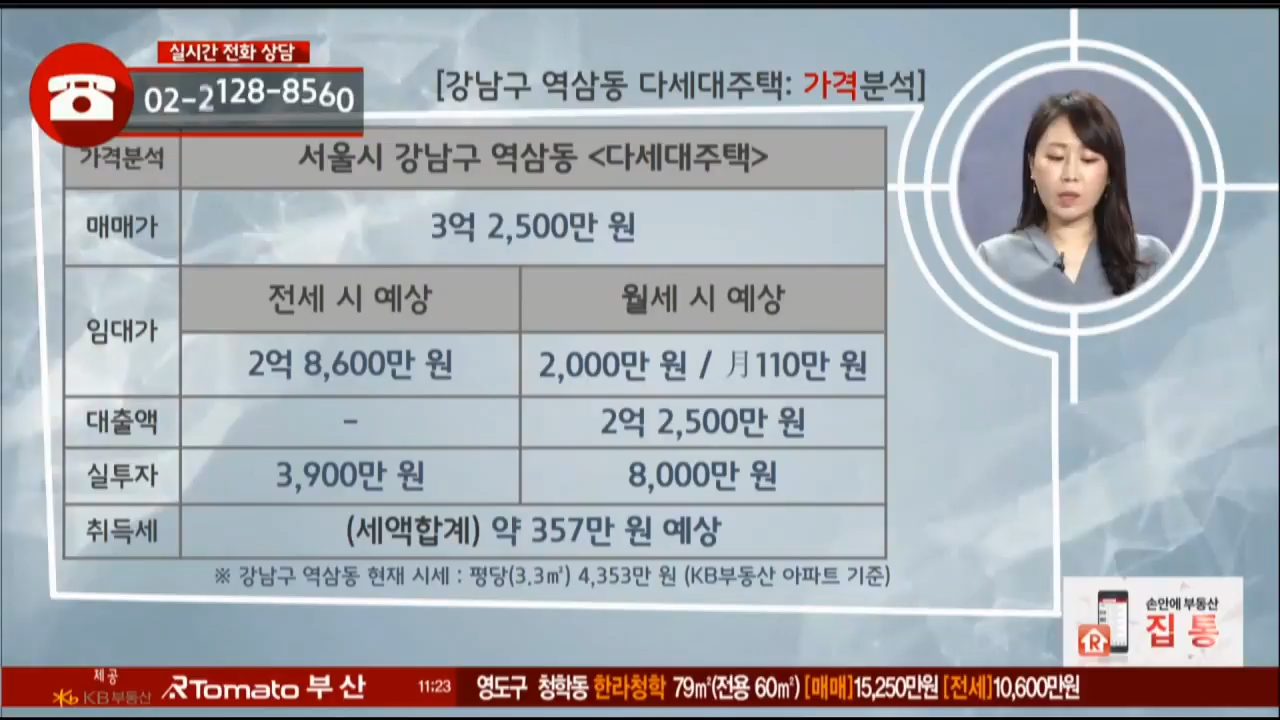 실시간 전화 상담
02-2128-8560
[강남구 역삼동 다세대주택: 가격분석]
가격분석 서울시 강남구 역삼동 <다세대주택>
매매가 3억 2,500만 원
임대가 전세 시 예상 월세 시 예상
2억 8,600만 원 2,000만 원 / 月110만 원
대출액 - 2억 2,500만 원
실투자 3,900만 원 8,000만 원
취득세 (세액합계) 약 357만 원 예상
※ 강남구 역삼동 현재 시세 : 평당(3.3㎡) 4,353만 원 (KB부동산 아파트 기준)
손안에 부동산
집통
제공
KB부동산
RTomato 부산 11:23 영도구 청학동 한라청학 79㎡(전용 60㎡) [매매]15,250만원 [전세]10,600만원